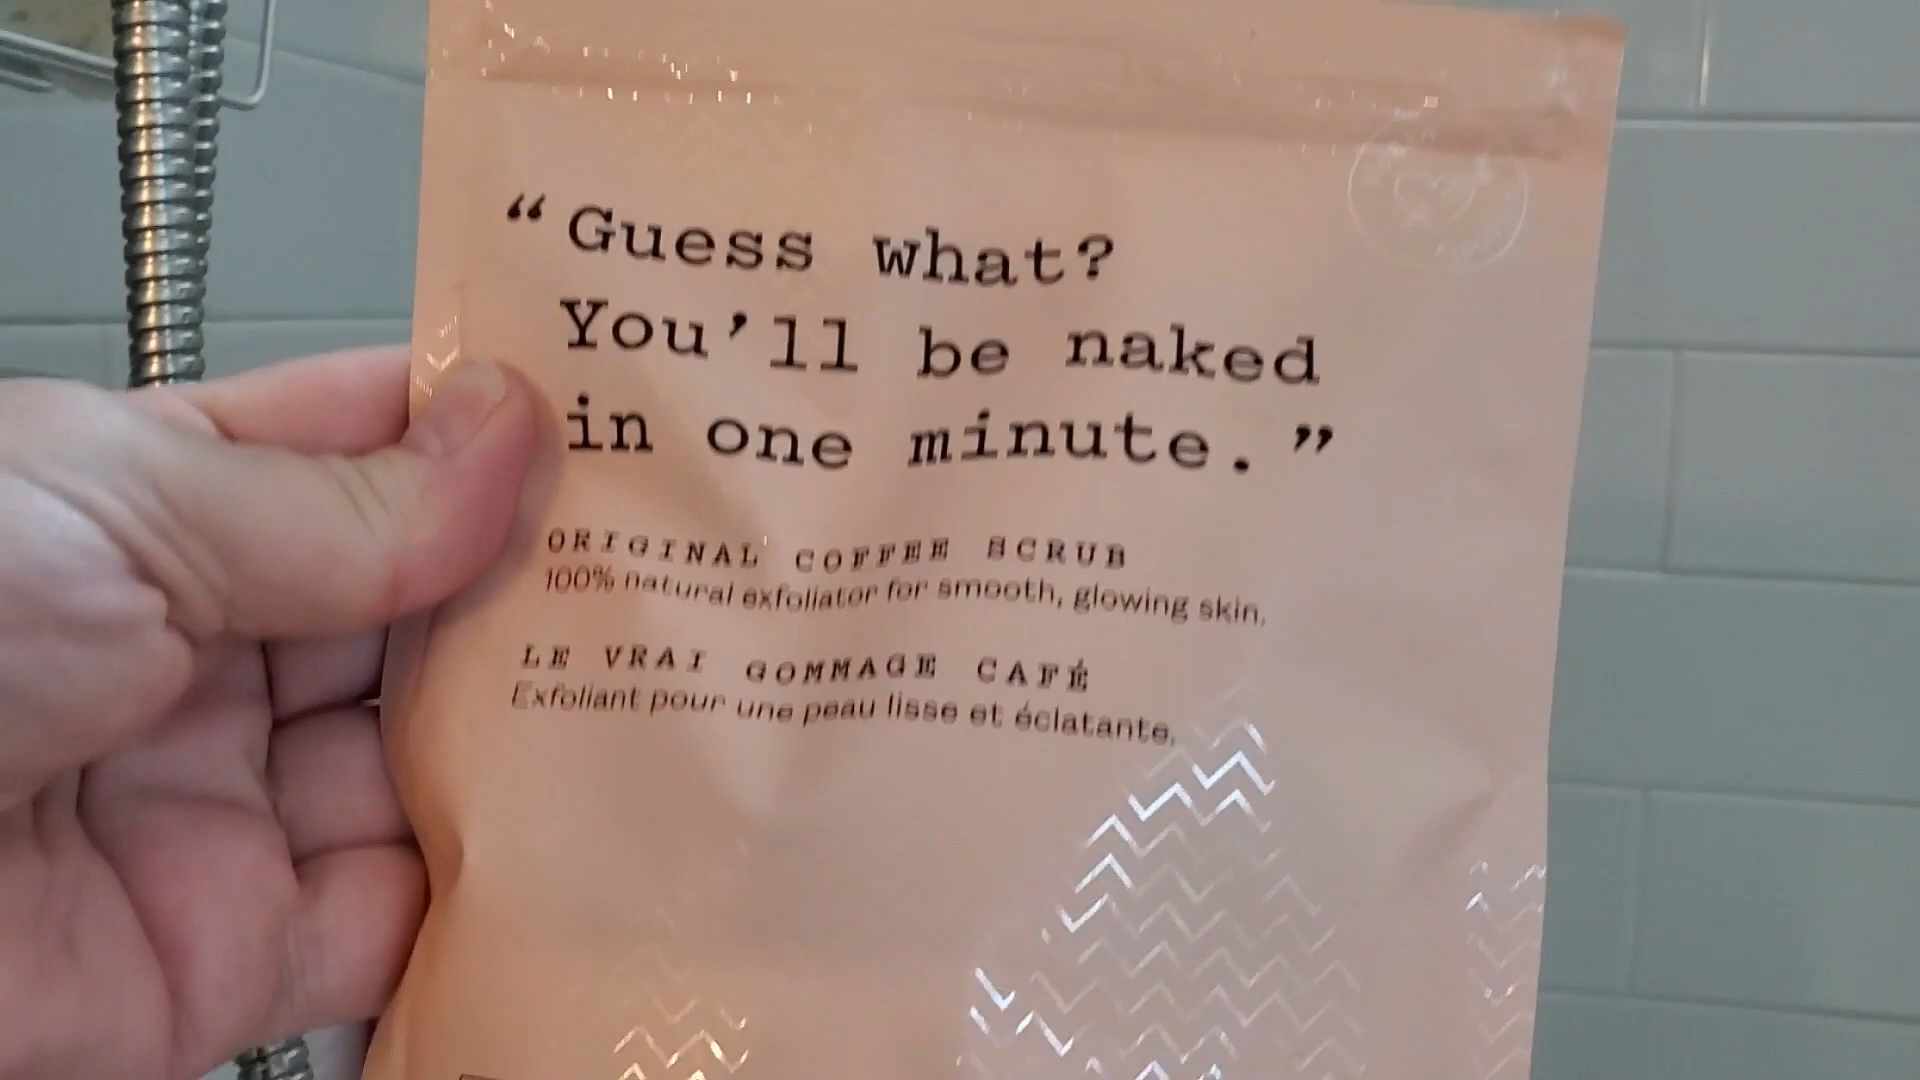 “Guess what?
You’ll be naked
in one minute.”
ORIGINAL COFFEE SCRUB
100% natural exfoliator for smooth, glowing skin.
LE VRAI GOMMAGE CAFÉ
Exfoliant pour une peau lisse et éclatante.